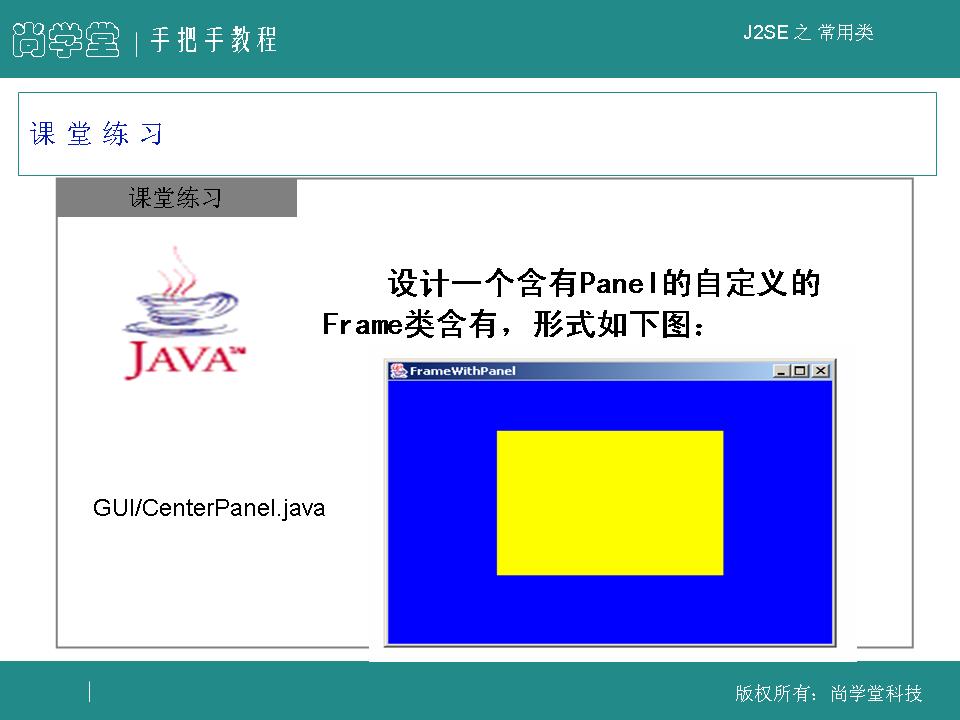 尚学堂 | 手把手教程
J2SE 之 常用类
课 堂 练 习
课堂练习
JAVA™
设计一个含有Panel的自定义的
Frame类含有，形式如下图：
FrameWithPanel
GUI/CenterPanel.java
版权所有：尚学堂科技